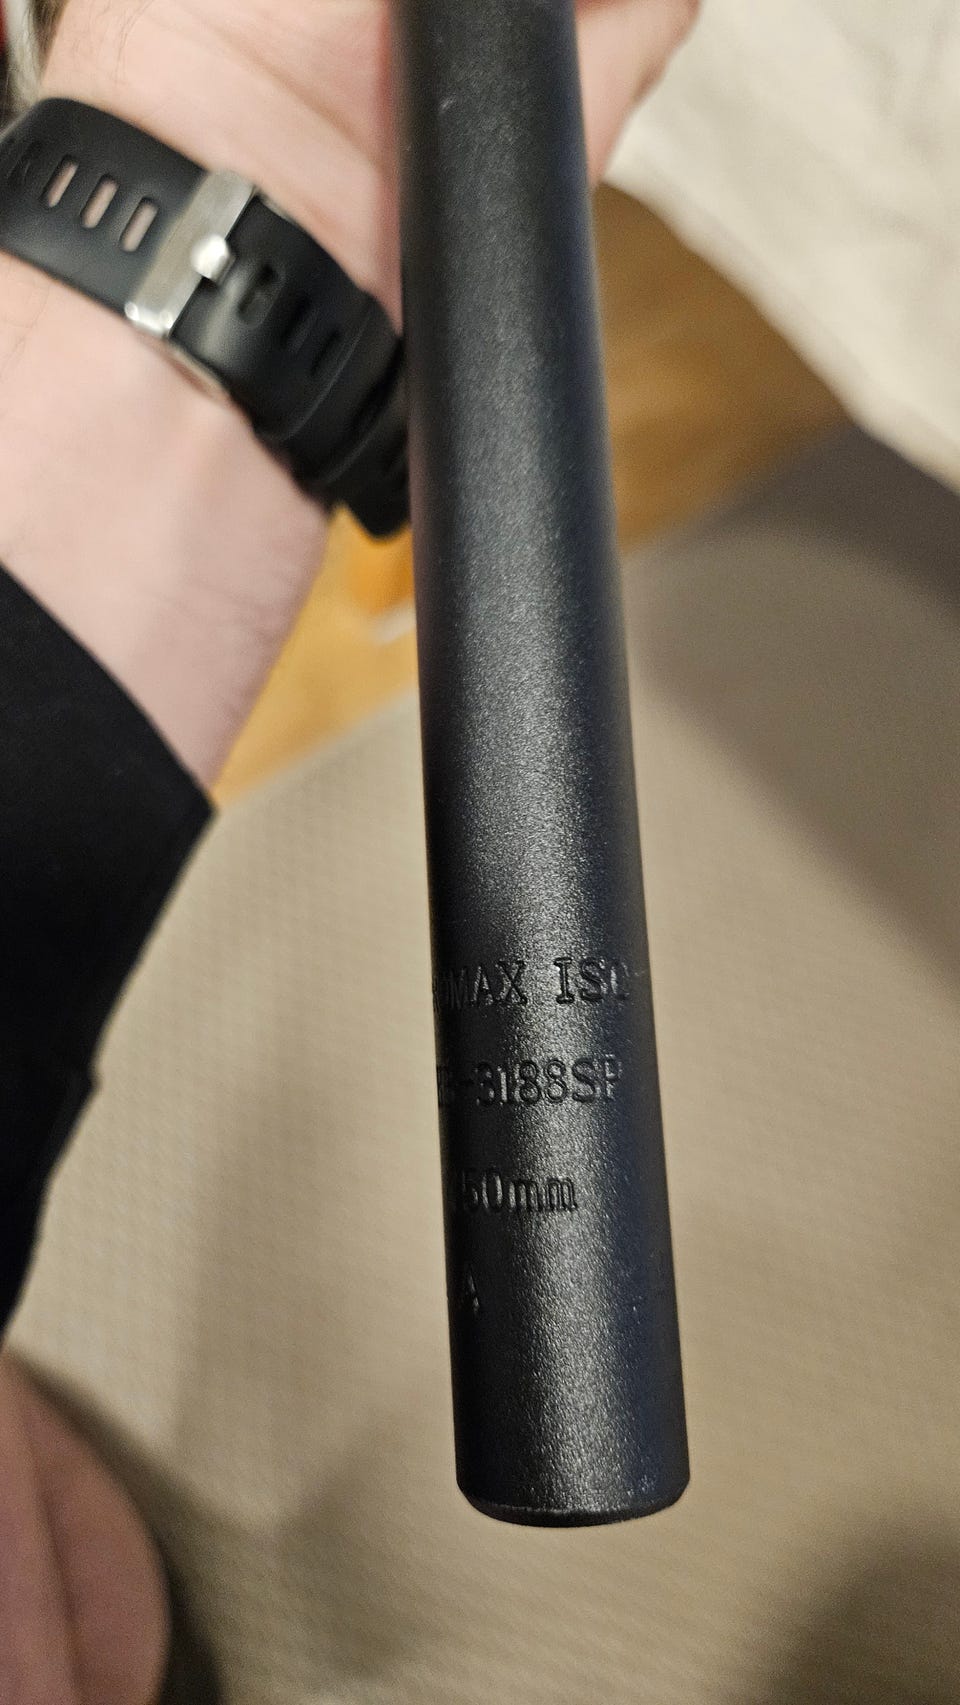 MAX ISO
-3188SP
50mm
A